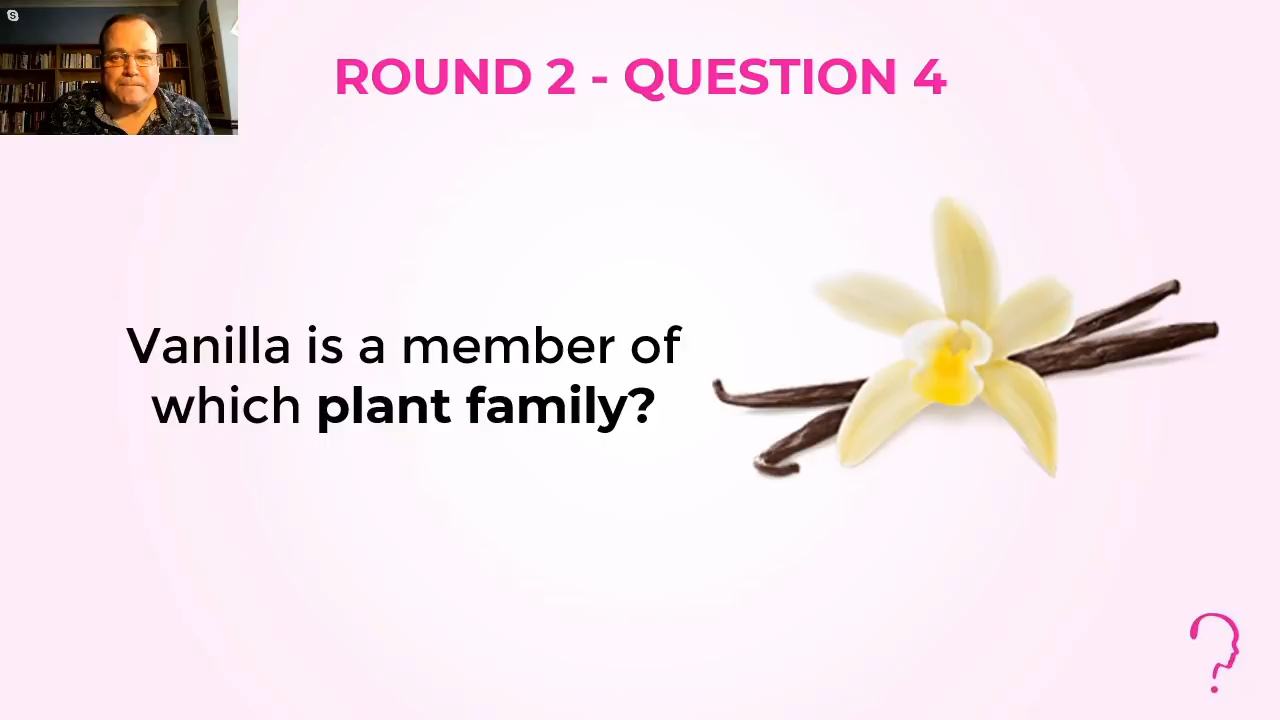 ROUND 2 - QUESTION 4
Vanilla is a member of
which plant family?